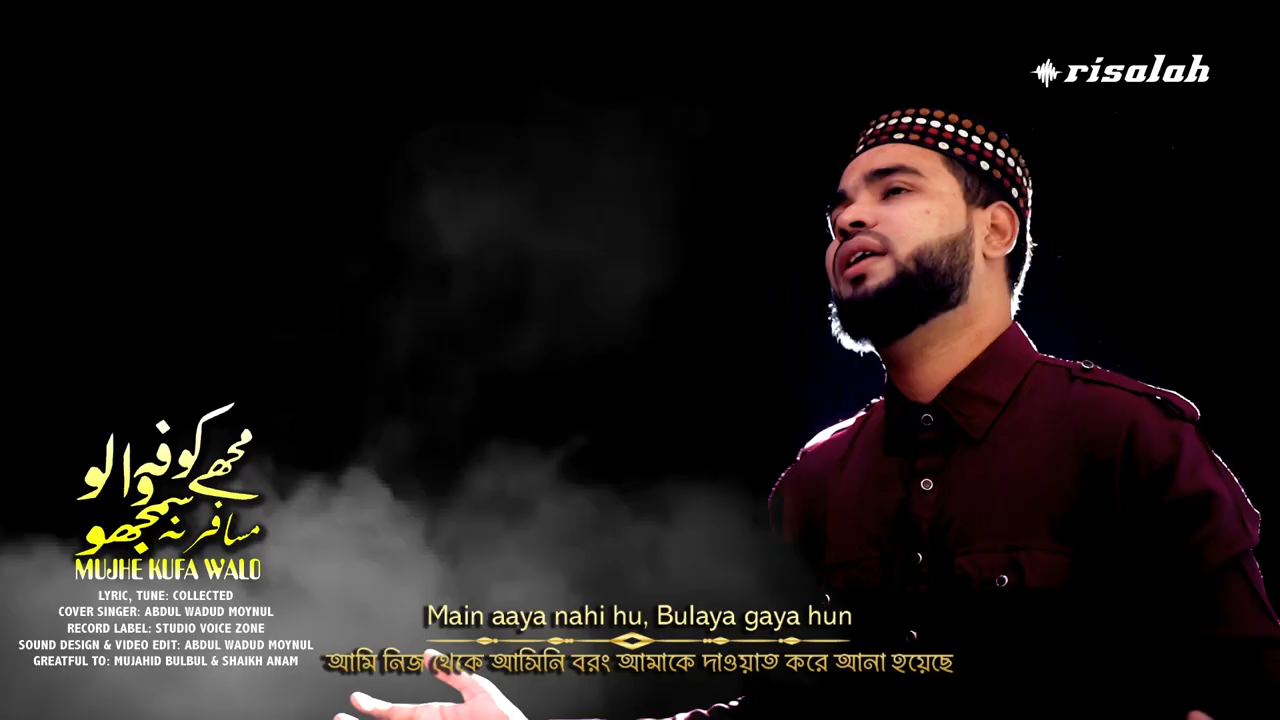 risalah
مجھے کوفہ والو
مسافر نہ سمجھو
MUJHE KUFA WALO
LYRIC, TUNE: COLLECTED
COVER SINGER: ABDUL WADUD MOYNUL
RECORD LABEL: STUDIO VOICE ZONE
SOUND DESIGN & VIDEO EDIT: ABDUL WADUD MOYNUL
GREATFUL TO: MUJAHID BULBUL & SHAIKH ANAM
Main aaya nahi hu, Bulaya gaya hun
আমি নিজ থেকে আসিনি বরং আমাকে দাওয়াত করে আনা হয়েছে